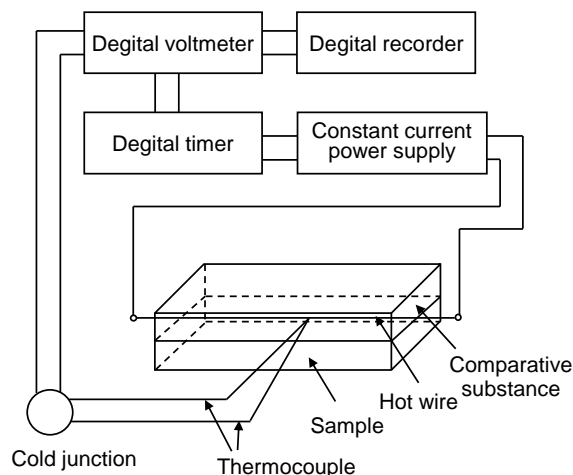 Degital voltmeter
Degital recorder
Degital timer
Constant current
power supply
Comparative
substance
Hot wire
Sample
Cold junction
Thermocouple